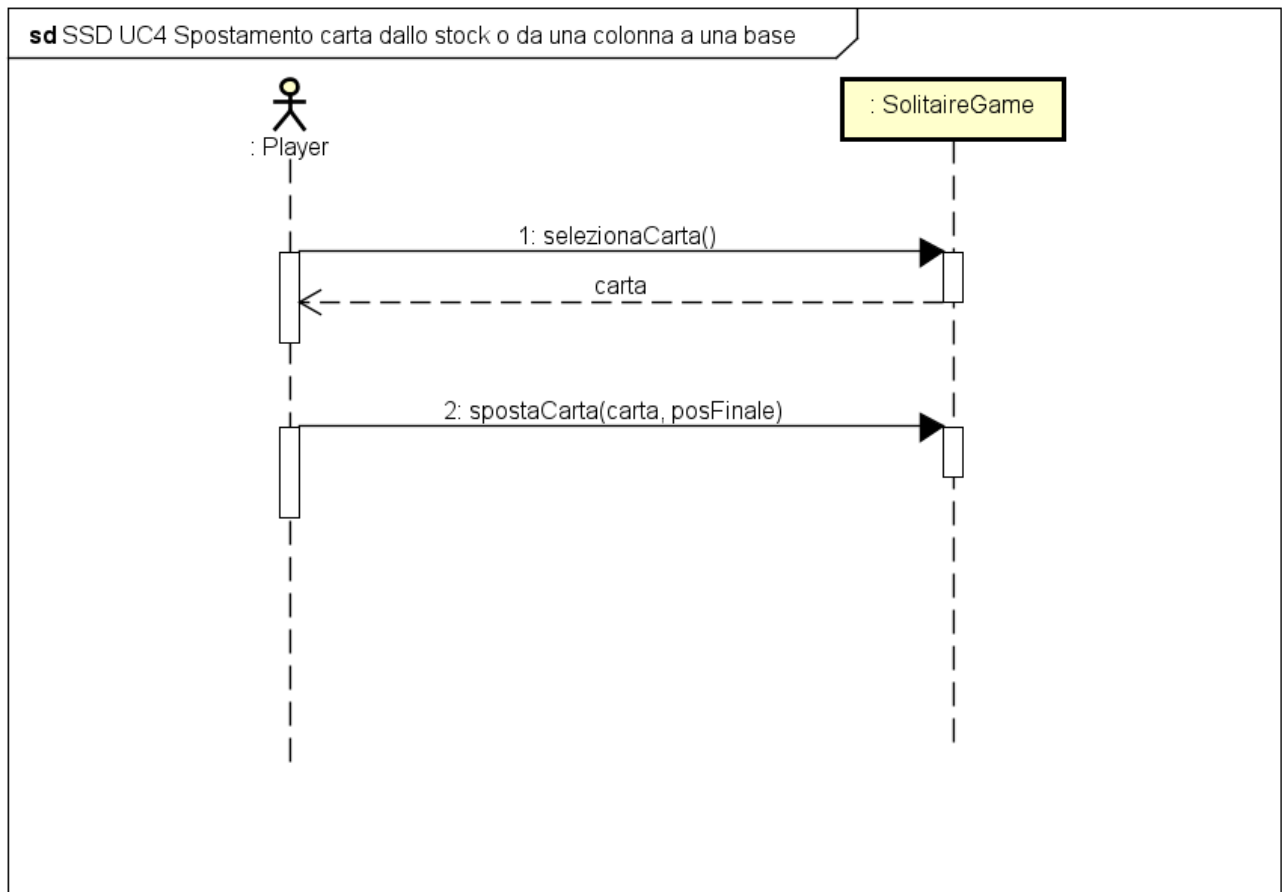 sd SSD UC4 Spostamento carta dallo stock o da una colonna a una base
: Player
: SolitaireGame
1: selezionaCarta()
carta
2: spostaCarta(carta, posFinale)